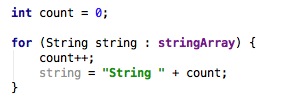 int count = 0;
for (String string : stringArray) {
count++;
string = "String " + count;
}